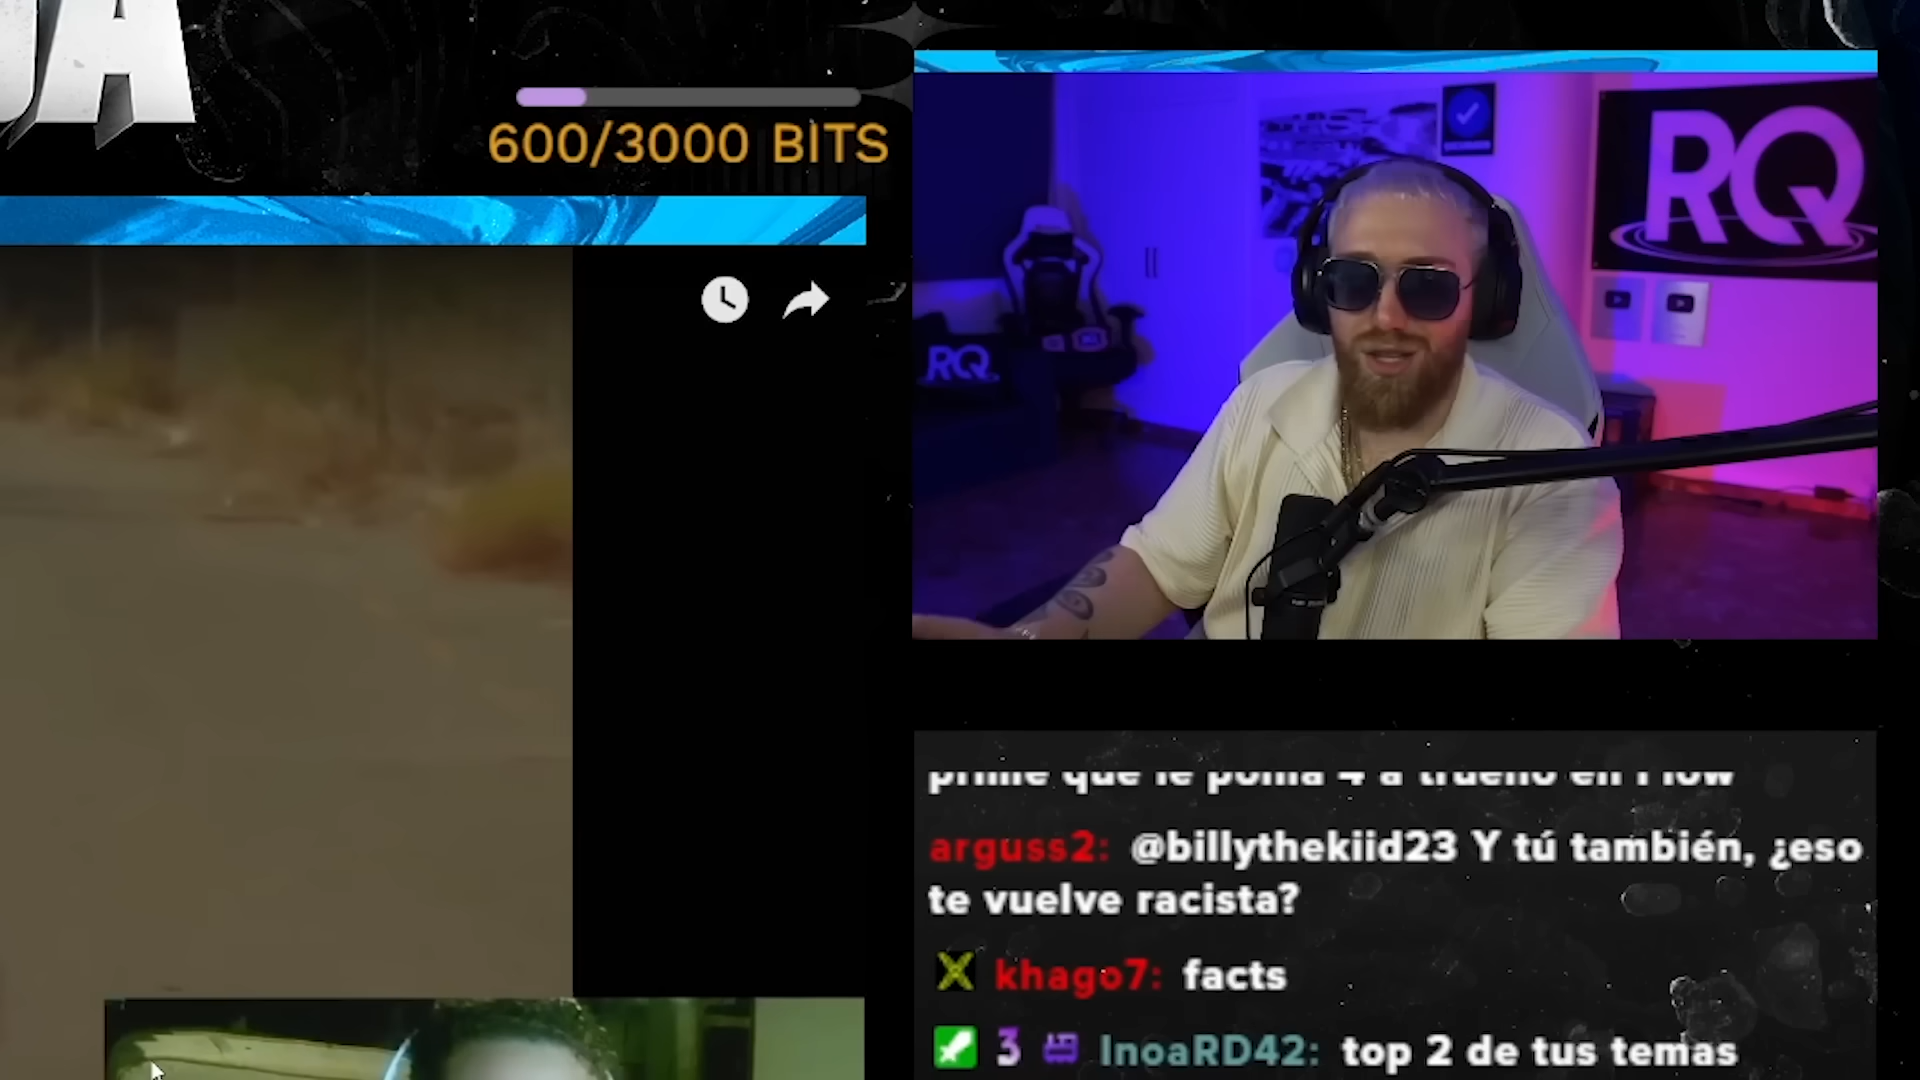 600/3000 BITS
RQ
RQ
arguss2: @billythekiid23 Y tú también, ¿eso
te vuelve racista?
khago7: facts
3 InoaRD42: top 2 de tus temas